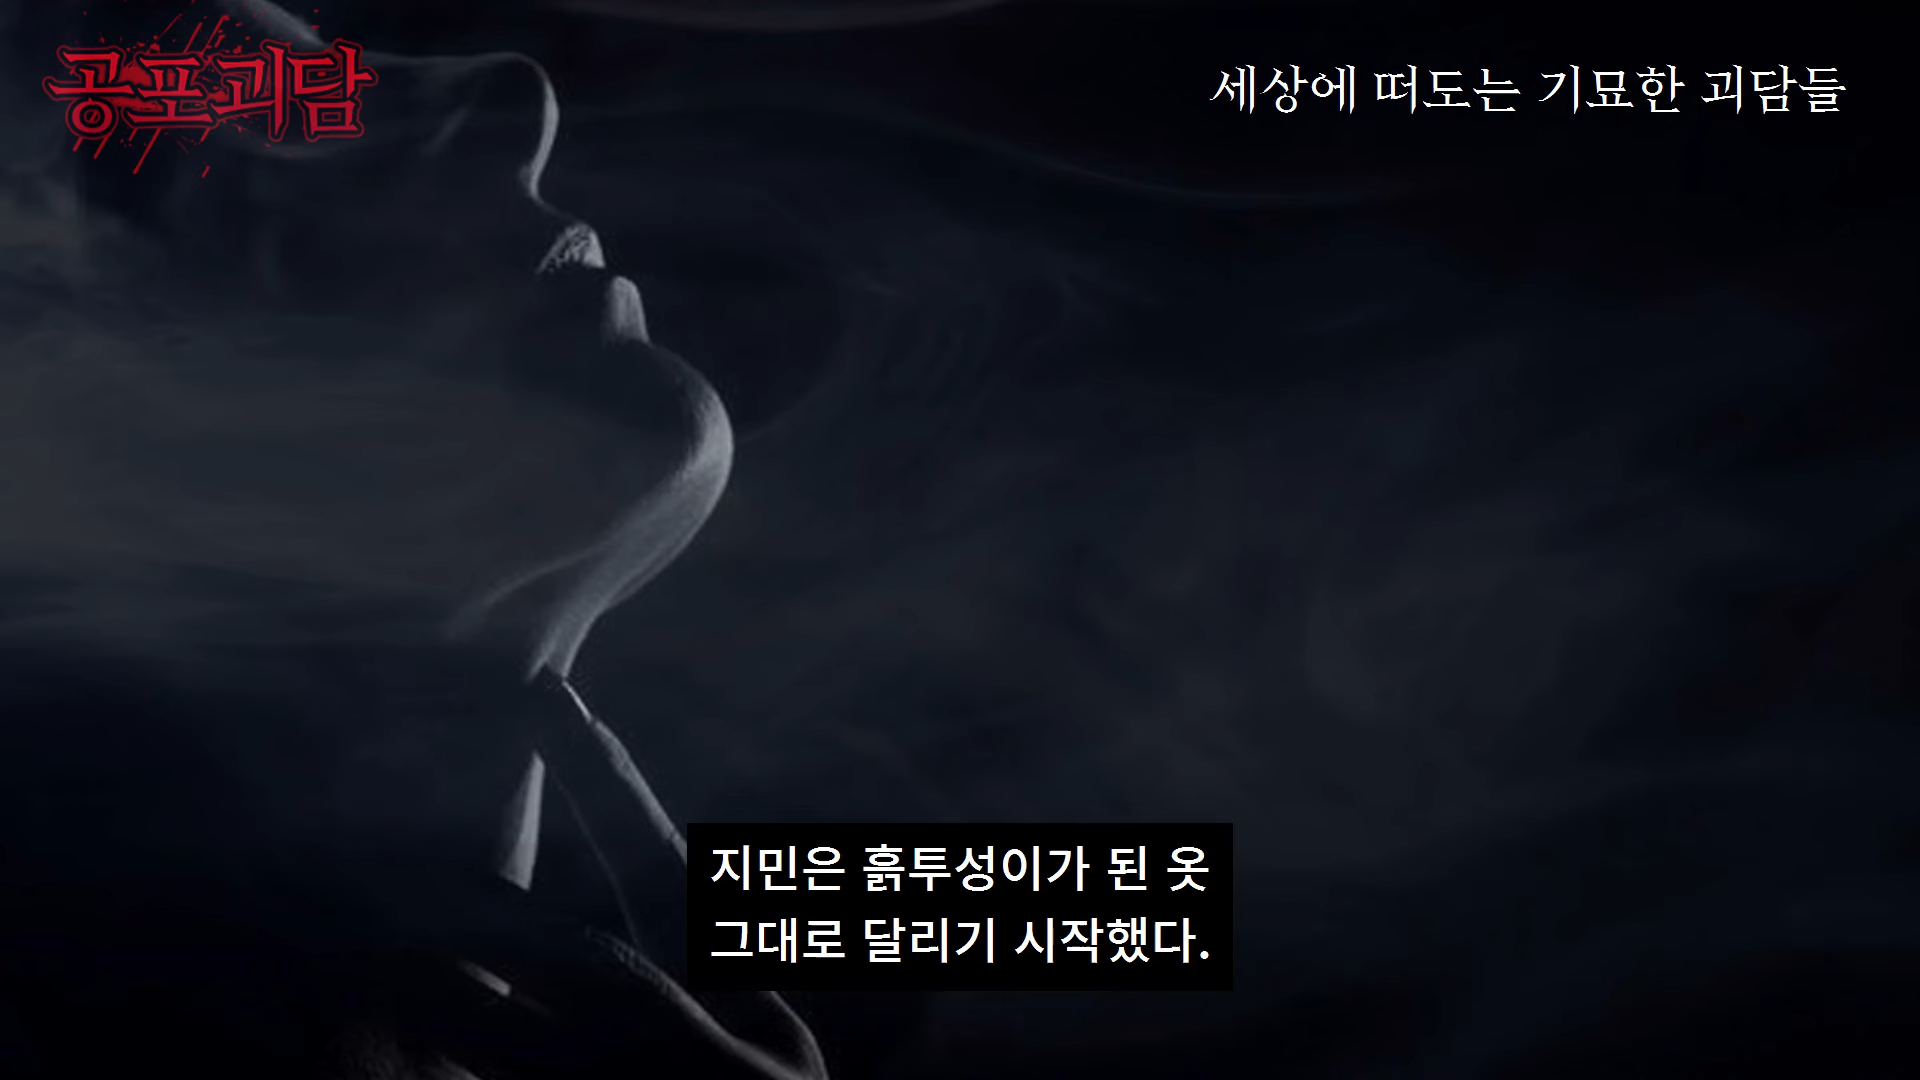 공포괴담
세상에 떠도는 기묘한 괴담들
지민은 흙투성이가 된 옷
그대로 달리기 시작했다.